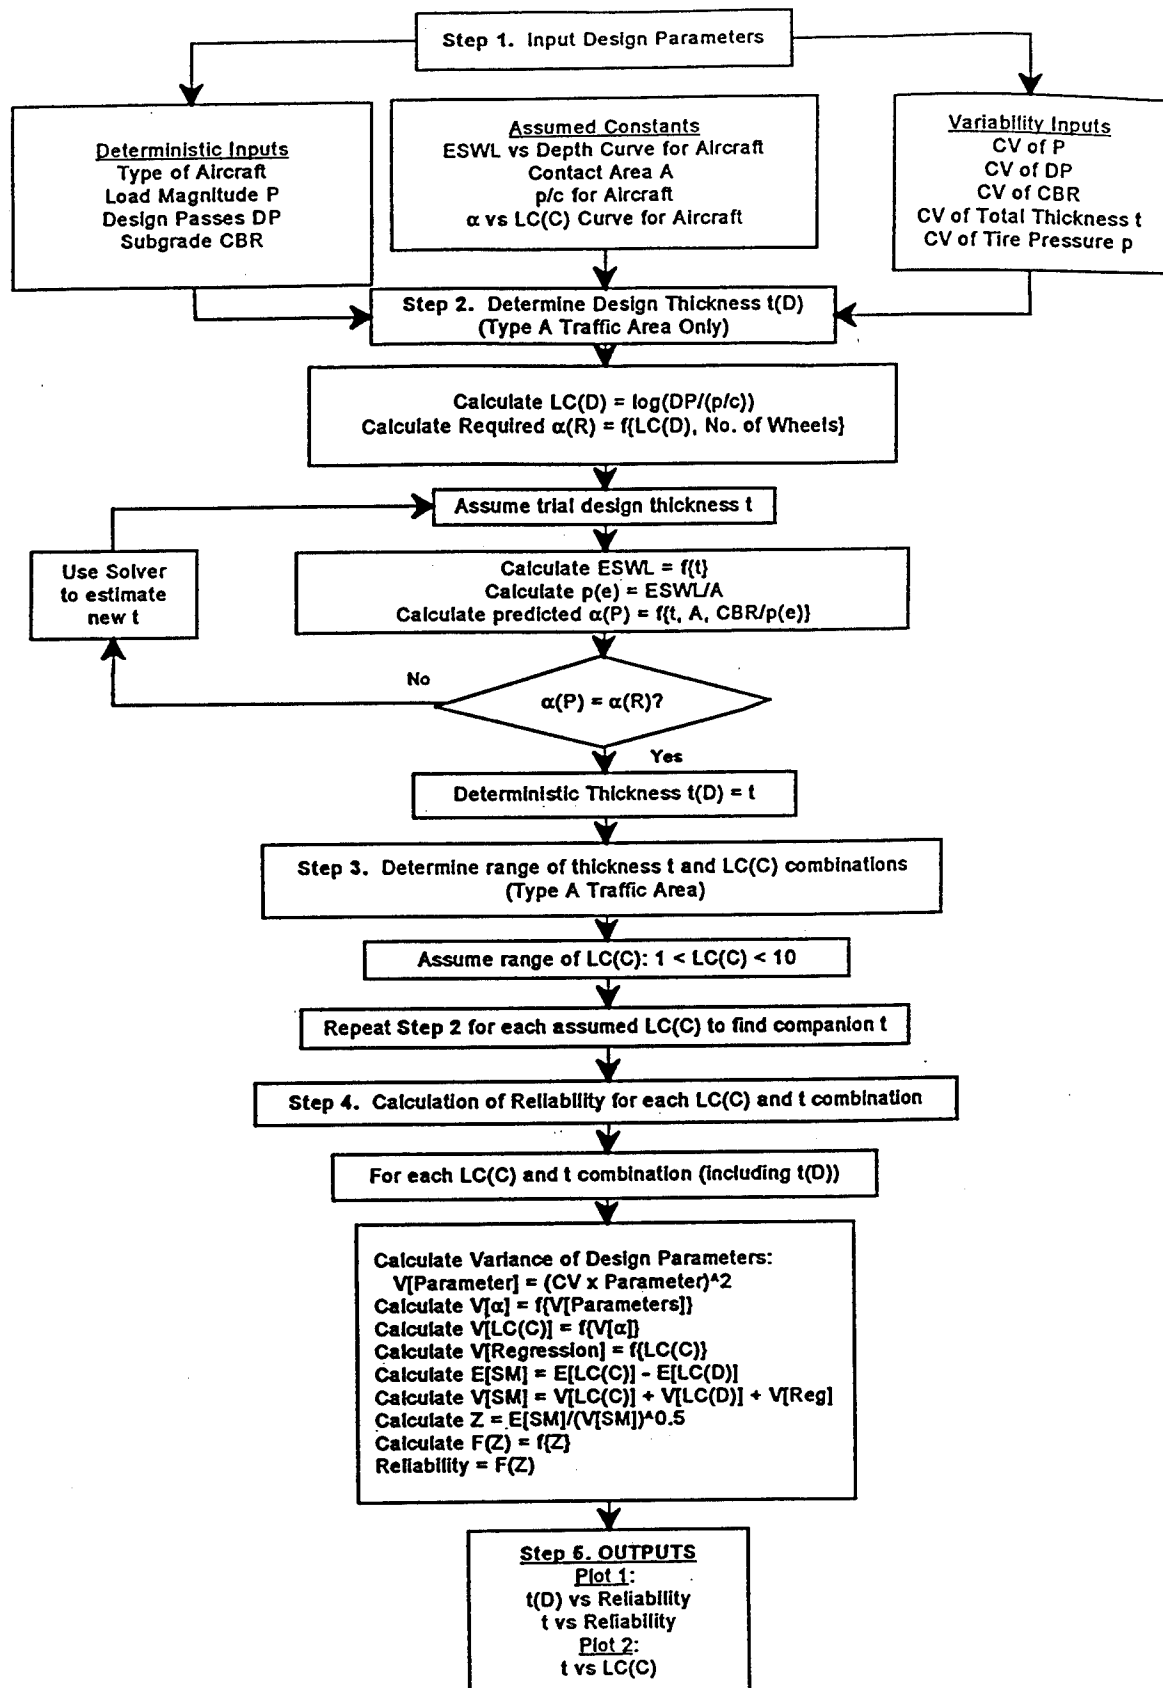 Step 1. Input Design Parameters
Deterministic Inputs
Type of Aircraft
Load Magnitude P
Design Passes DP
Subgrade CBR
Assumed Constants
ESWL vs Depth Curve for Aircraft
Contact Area A
p/c for Aircraft
α vs LC(C) Curve for Aircraft
Variability Inputs
CV of P
CV of DP
CV of CBR
CV of Total Thickness t
CV of Tire Pressure p
Step 2. Determine Design Thickness t(D)
(Type A Traffic Area Only)
Calculate LC(D) = log(DP/(p/c))
Calculate Required α(R) = f{LC(D), No. of Wheels}
Assume trial design thickness t
Use Solver
to estimate
new t
Calculate ESWL = f{t}
Calculate p(e) = ESWL/A
Calculate predicted α(P) = f{t, A, CBR/p(e)}
No
α(P) = α(R)?
Yes
Deterministic Thickness t(D) = t
Step 3. Determine range of thickness t and LC(C) combinations
(Type A Traffic Area)
Assume range of LC(C): 1 < LC(C) < 10
Repeat Step 2 for each assumed LC(C) to find companion t
Step 4. Calculation of Reliability for each LC(C) and t combination
For each LC(C) and t combination (including t(D))
Calculate Variance of Design Parameters:
V[Parameter] = (CV x Parameter)^2
Calculate V[α] = f{V[Parameters]}
Calculate V[LC(C)] = f{V[α]}
Calculate V[Regression] = f{LC(C)}
Calculate E[SM] = E[LC(C)] - E[LC(D)]
Calculate V[SM] = V[LC(C)] + V[LC(D)] + V[Reg]
Calculate Z = E[SM]/(V[SM])^0.5
Calculate F(Z) = f{Z}
Reliability = F(Z)
Step 5. OUTPUTS
Plot 1:
t(D) vs Reliability
t vs Reliability
Plot 2:
t vs LC(C)